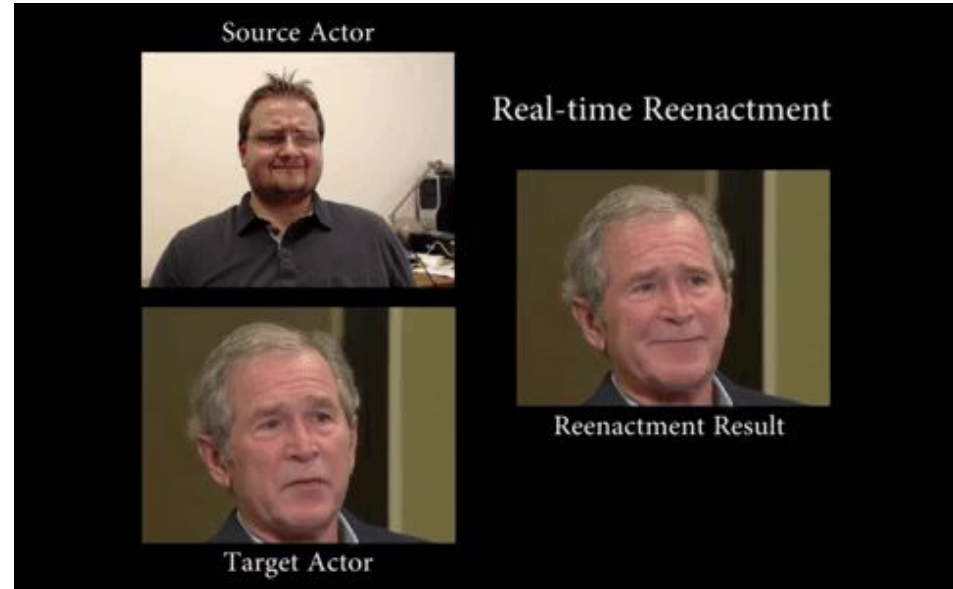 Source Actor
Real-time Reenactment
Reenactment Result
Target Actor